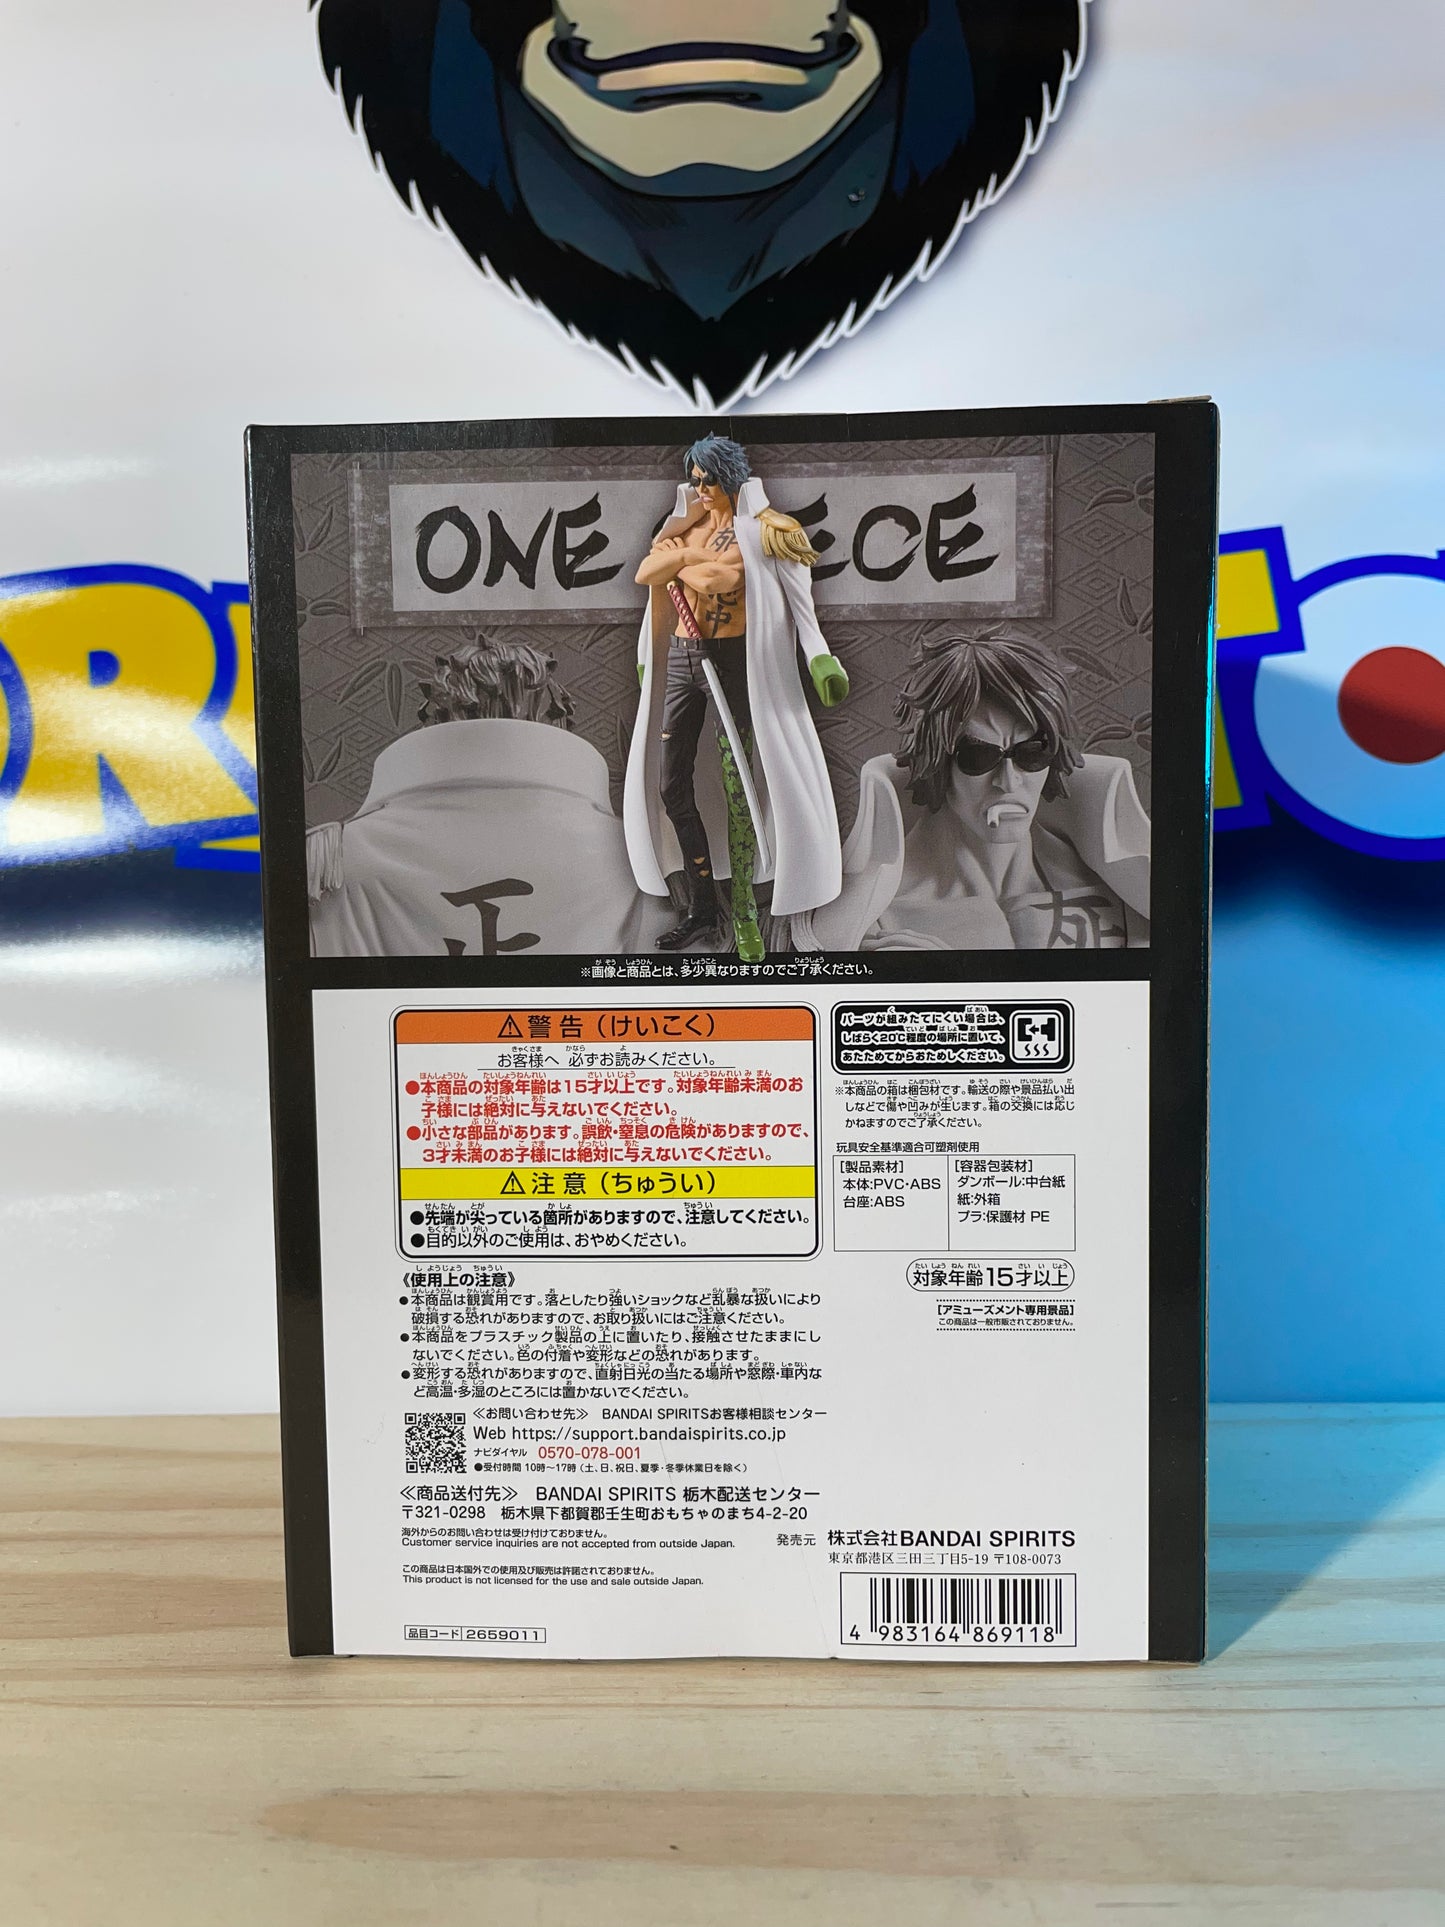 ONE PIECE
死
心中
正
死
※画像と商品とは、多少異なりますのでご了承ください。
⚠警告（けいこく）
お客様へ 必ずお読みください。
●本商品の対象年齢は15才以上です。対象年齢未満のお
子様には絶対に与えないでください。
●小さな部品があります。誤飲・窒息の危険がありますので、
3才未満のお子様には絶対に与えないでください。
⚠注意（ちゅうい）
●先端が尖っている箇所がありますので、注意してください。
●目的以外のご使用は、おやめください。
《使用上の注意》
●本商品は観賞用です。落としたり強いショックなど乱暴な扱いにより
破損する恐れがありますので、お取り扱いにはご注意ください。
●本商品をプラスチック製品の上に置いたり、接触させたままにし
ないでください。色の付着や変形などの恐れがあります。
●変形する恐れがありますので、直射日光の当たる場所や窓際・車内な
ど高温・多湿のところには置かないでください。
≪お問い合わせ先≫ BANDAI SPIRITSお客様相談センター
Web https://support.bandaispirits.co.jp
ナビダイヤル 0570-078-001
●受付時間 10時～17時（土、日、祝日、夏季・冬季休業日を除く）
≪商品送付先≫ BANDAI SPIRITS 栃木配送センター
〒321-0298 栃木県下都賀郡壬生町おもちゃのまち4-2-20
海外からのお問い合わせは受け付けておりません。
Customer service inquiries are not accepted from outside Japan.
この商品は日本国外での使用及び販売は許諾されておりません。
This product is not licensed for the use and sale outside Japan.
品目コード 2659011
パーツが組みたてにくい場合は、
しばらく20℃程度の場所に置いて、
あたためてからおためしください。
※本商品の箱は梱包材です。輸送の際や景品払い出
しなどで傷や凹みが生じます。箱の交換には応じ
かねますのでご了承ください。
玩具安全基準適合可塑剤使用
[製品素材]
本体:PVC・ABS
台座:ABS
[容器包装材]
ダンボール:中台紙
紙:外箱
プラ:保護材 PE
対象年齢15才以上
[アミューズメント専用景品]
この商品は一般市販されておりません。
発売元 株式会社BANDAI SPIRITS
東京都港区三田三丁目5-19 〒108-0073
4 983164 869118